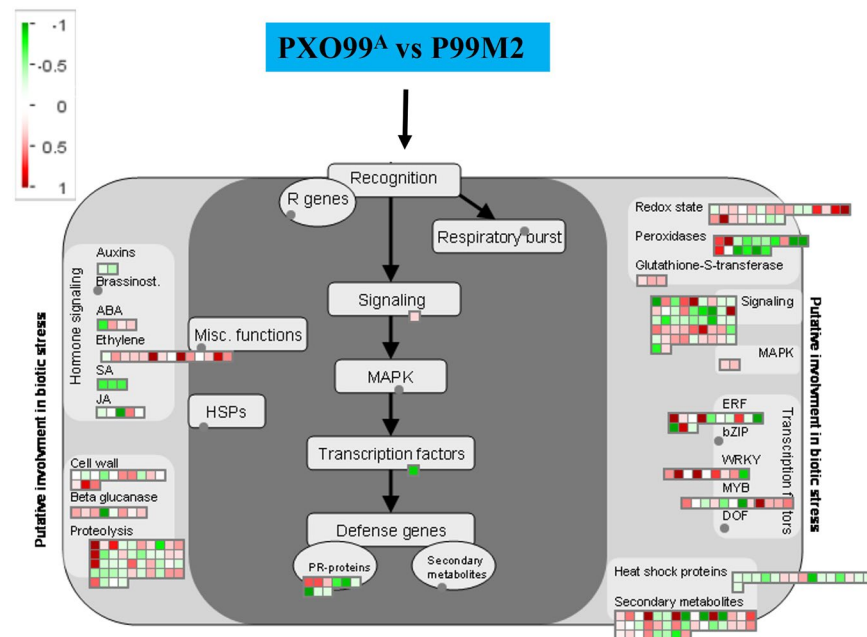 -1
-0.5
0
0.5
1
PXO99ᴬ vs P99M2
Recognition
R genes
Respiratory burst
Signaling
Misc. functions
MAPK
HSPs
Transcription factors
Defense genes
PR-proteins
Secondary
metabolites
Putative involvment in biotic stress
Hormone signaling
Auxins
Brassinost.
ABA
Ethylene
SA
JA
Cell wall
Beta glucanase
Proteolysis
Redox state
Peroxidases
Glutathione-S-transferase
Signaling
MAPK
ERF
bZIP
WRKY
MYB
DOF
Transcription factors
Putative involvment in biotic stress
Heat shock proteins
Secondary metabolites